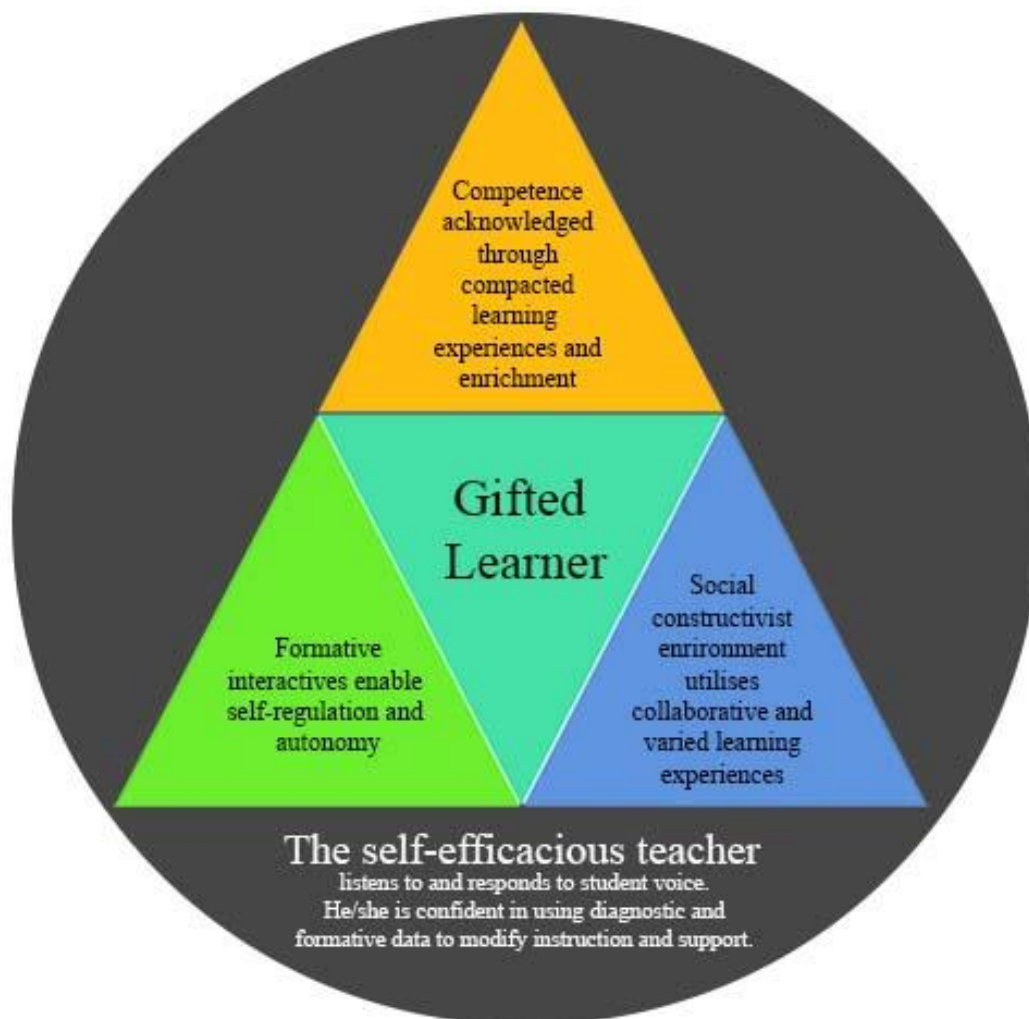 Competence
acknowledged
through
compacted
learning
experiences and
enrichment
Gifted
Learner
Formative
interactives enable
self-regulation and
autonomy
Social
constructivist
enrironment
utilises
collaborative and
varied learning
experiences
The self-efficacious teacher
listens to and responds to student voice.
He/she is confident in using diagnostic and
formative data to modify instruction and support.